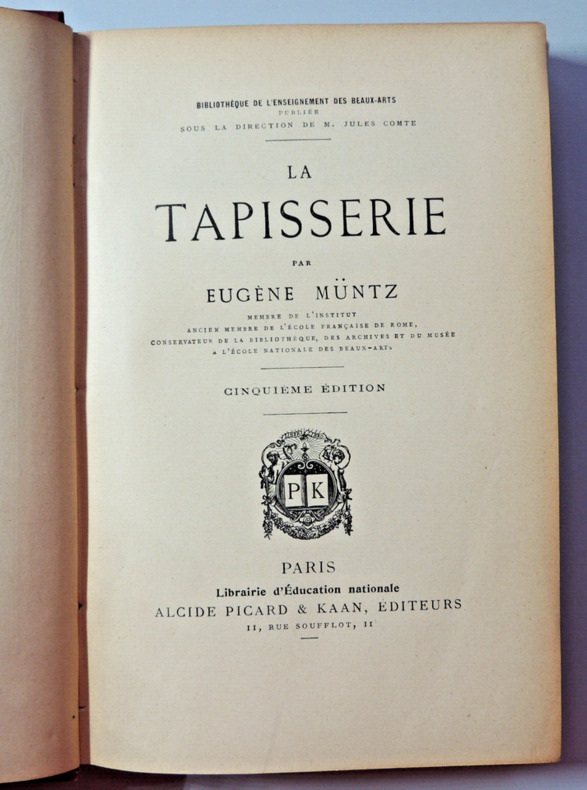 BIBLIOTHÈQUE DE L'ENSEIGNEMENT DES BEAUX-ARTS
PUBLIÉE
SOUS LA DIRECTION DE M. JULES COMTE
LA
TAPISSERIE
PAR
EUGÈNE MÜNTZ
MEMBRE DE L'INSTITUT
ANCIEN MEMBRE DE L'ÉCOLE FRANÇAISE DE ROME,
CONSERVATEUR DE LA BIBLIOTHÈQUE, DES ARCHIVES ET DU MUSÉE
A L'ÉCOLE NATIONALE DES BEAUX-ARTS
CINQUIÈME ÉDITION
P K
PARIS
Librairie d'Éducation nationale
ALCIDE PICARD & KAAN, ÉDITEURS
11, RUE SOUFFLOT, 11